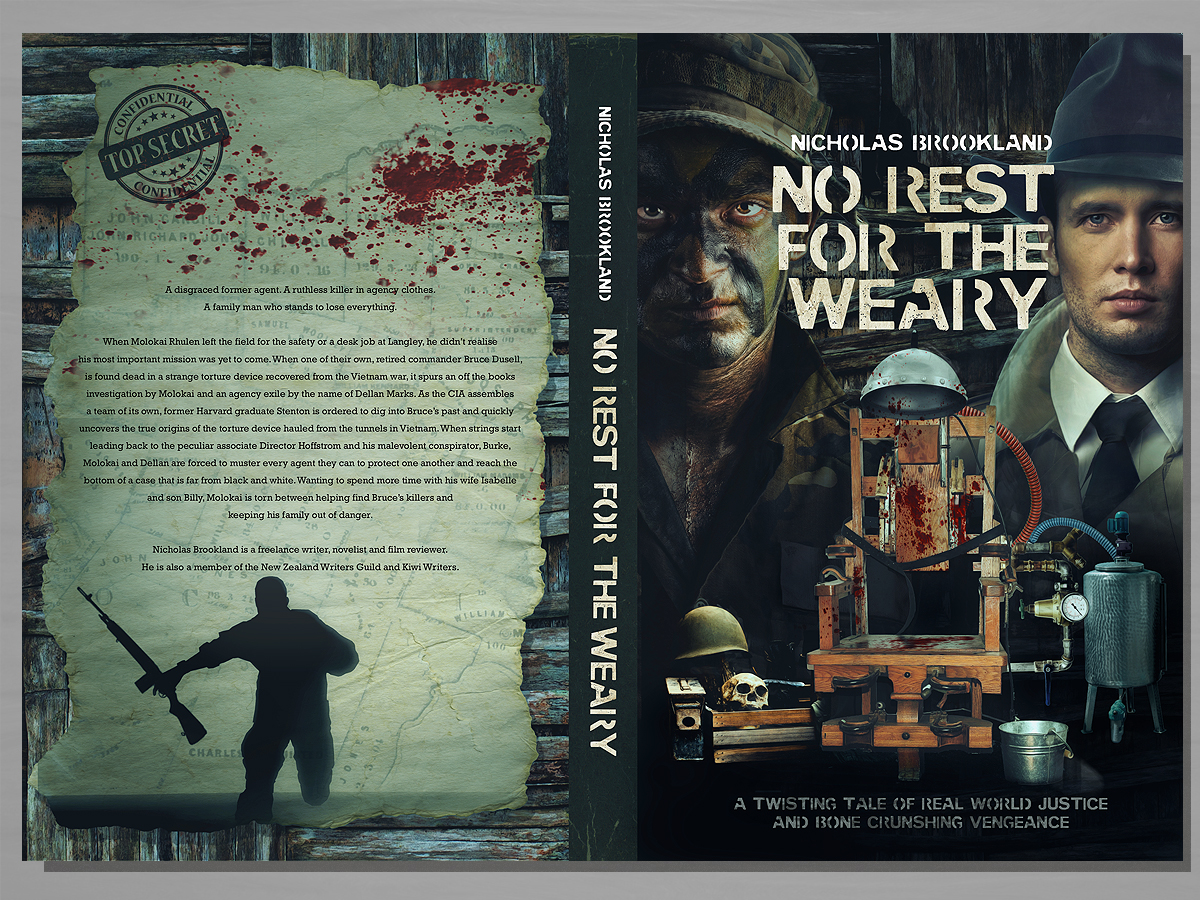 CONFIDENTIAL
TOP SECRET
CONFIDENTIAL
JOHN RICHARD JONES
A disgraced former agent. A ruthless killer in agency clothes.
A family man who stands to lose everything.
When Molokai Rhulen left the field for the safety or a desk job at Langley, he didn't realise
his most important mission was yet to come. When one of their own, retired commander Bruce Dusell,
is found dead in a strange torture device recovered from the Vietnam war, it spurs an off the books
investigation by Molokai and an agency exile by the name of Dellan Marks. As the CIA assembles
a team of its own, former Harvard graduate Stenton is ordered to dig into Bruce's past and quickly
uncovers the true origins of the torture device hauled from the tunnels in Vietnam. When strings start
leading back to the peculiar associate Director Hoffstrom and his malevolent conspirator, Burke,
Molokai and Dellan are forced to muster every agent they can to protect one another and reach the
bottom of a case that is far from black and white. Wanting to spend more time with his wife Isabelle
and son Billy, Molokai is torn between helping find Bruce's killers and
keeping his family out of danger.
Nicholas Brookland is a freelance writer, novelist and film reviewer.
He is also a member of the New Zealand Writers Guild and Kiwi Writers.
WILLIAM
CHARLES
NICHOLAS BROOKLAND
NO REST FOR THE WEARY
NICHOLAS BROOKLAND
NO REST
FOR THE
WEARY
A TWISTING TALE OF REAL WORLD JUSTICE
AND BONE CRUNSHING VENGEANCE